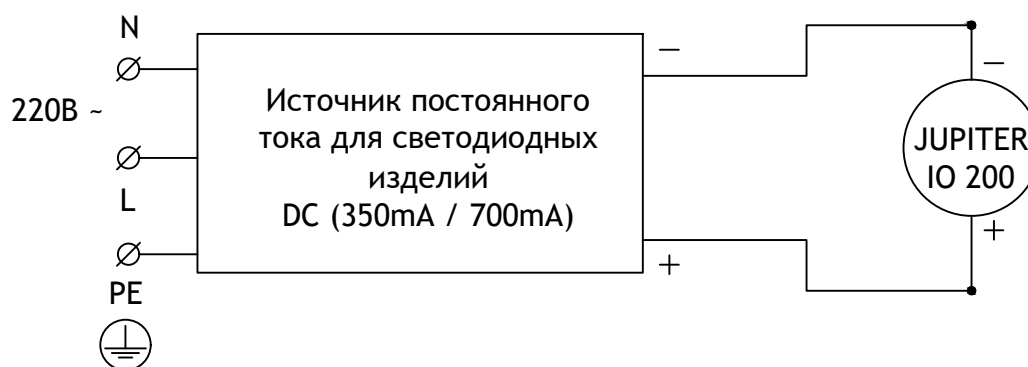 N
220В ~
L
PE
Источник постоянного
тока для светодиодных
изделий
DC (350mA / 700mA)
−
+
−
JUPITER
IO 200
+